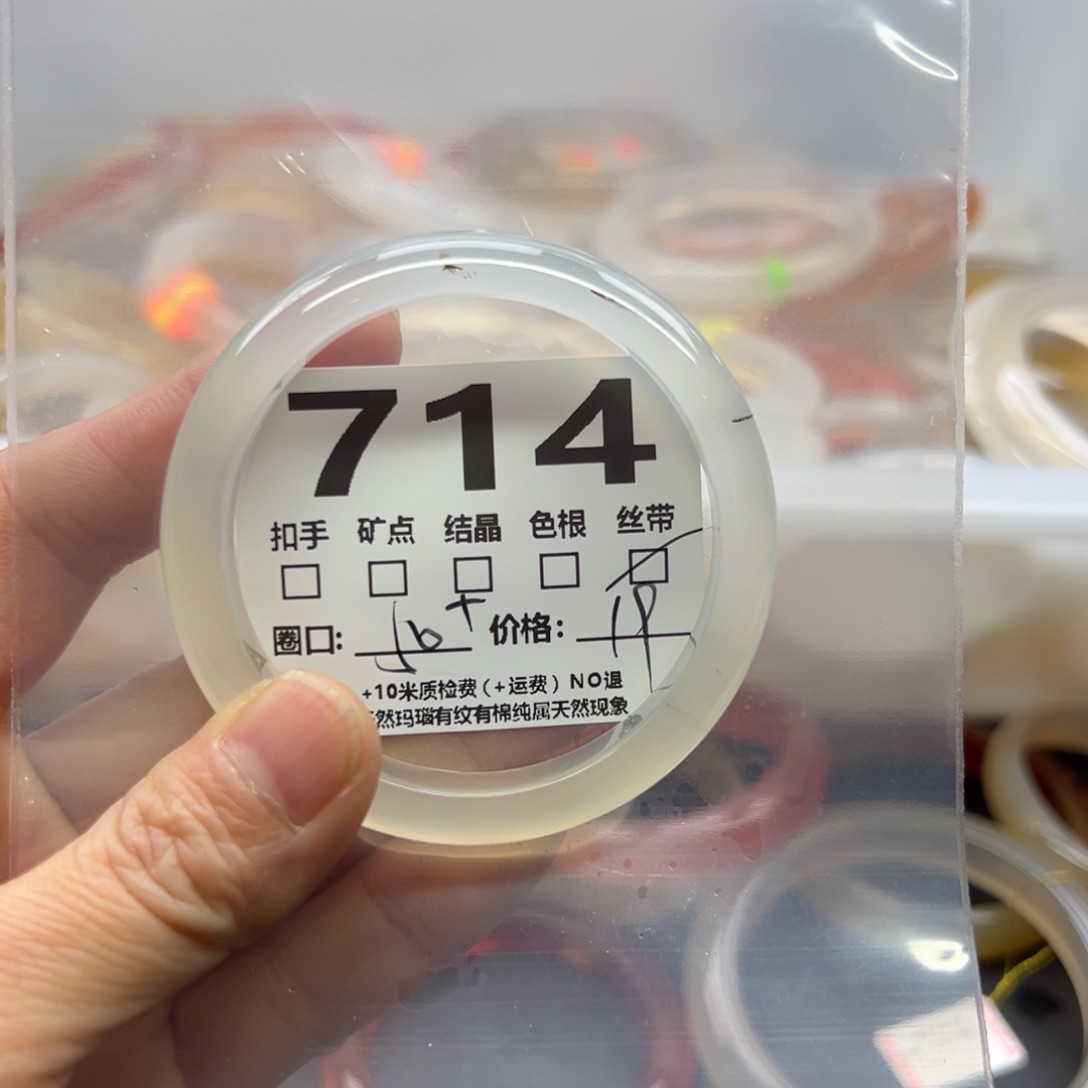 714
扣手 矿点 结晶 色根 丝带
圈口: 56+ 价格: 19
+10米质检费(+运费)NO退
然玛瑙有纹有棉纯属天然现象